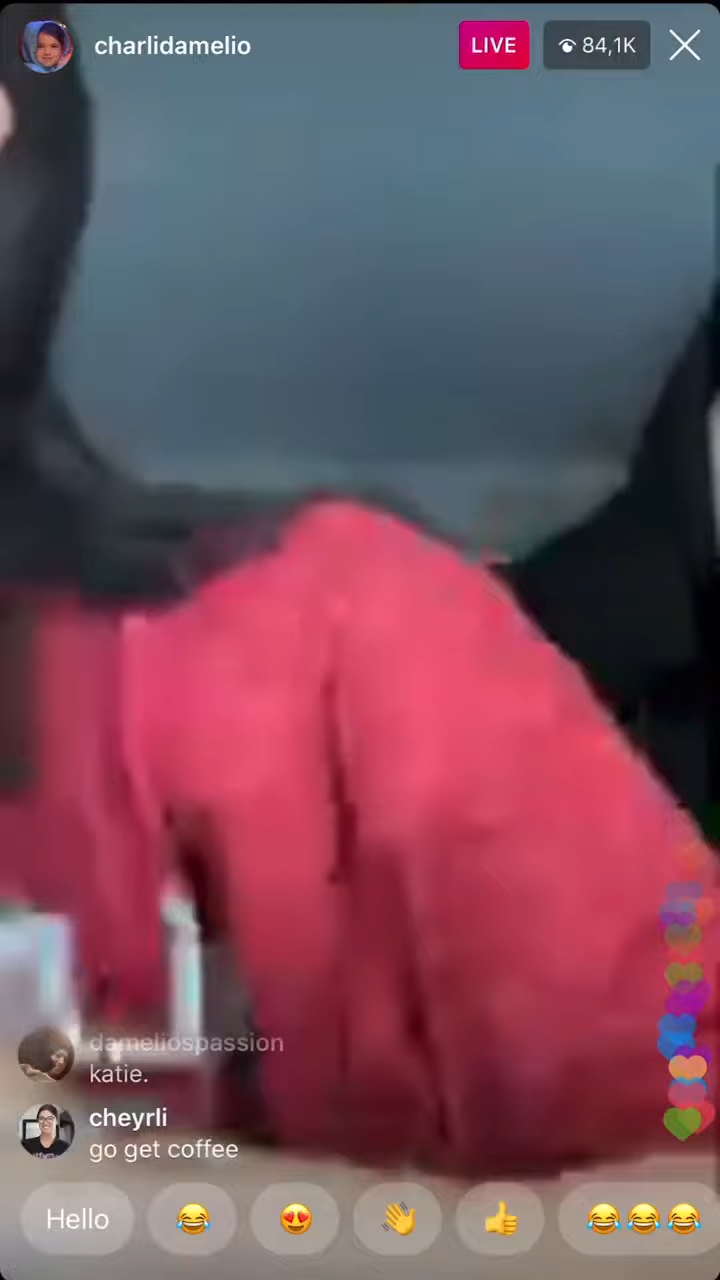 charlidamelio
LIVE
84,1K
dameliospassion
katie.
cheyrli
go get coffee
Hello